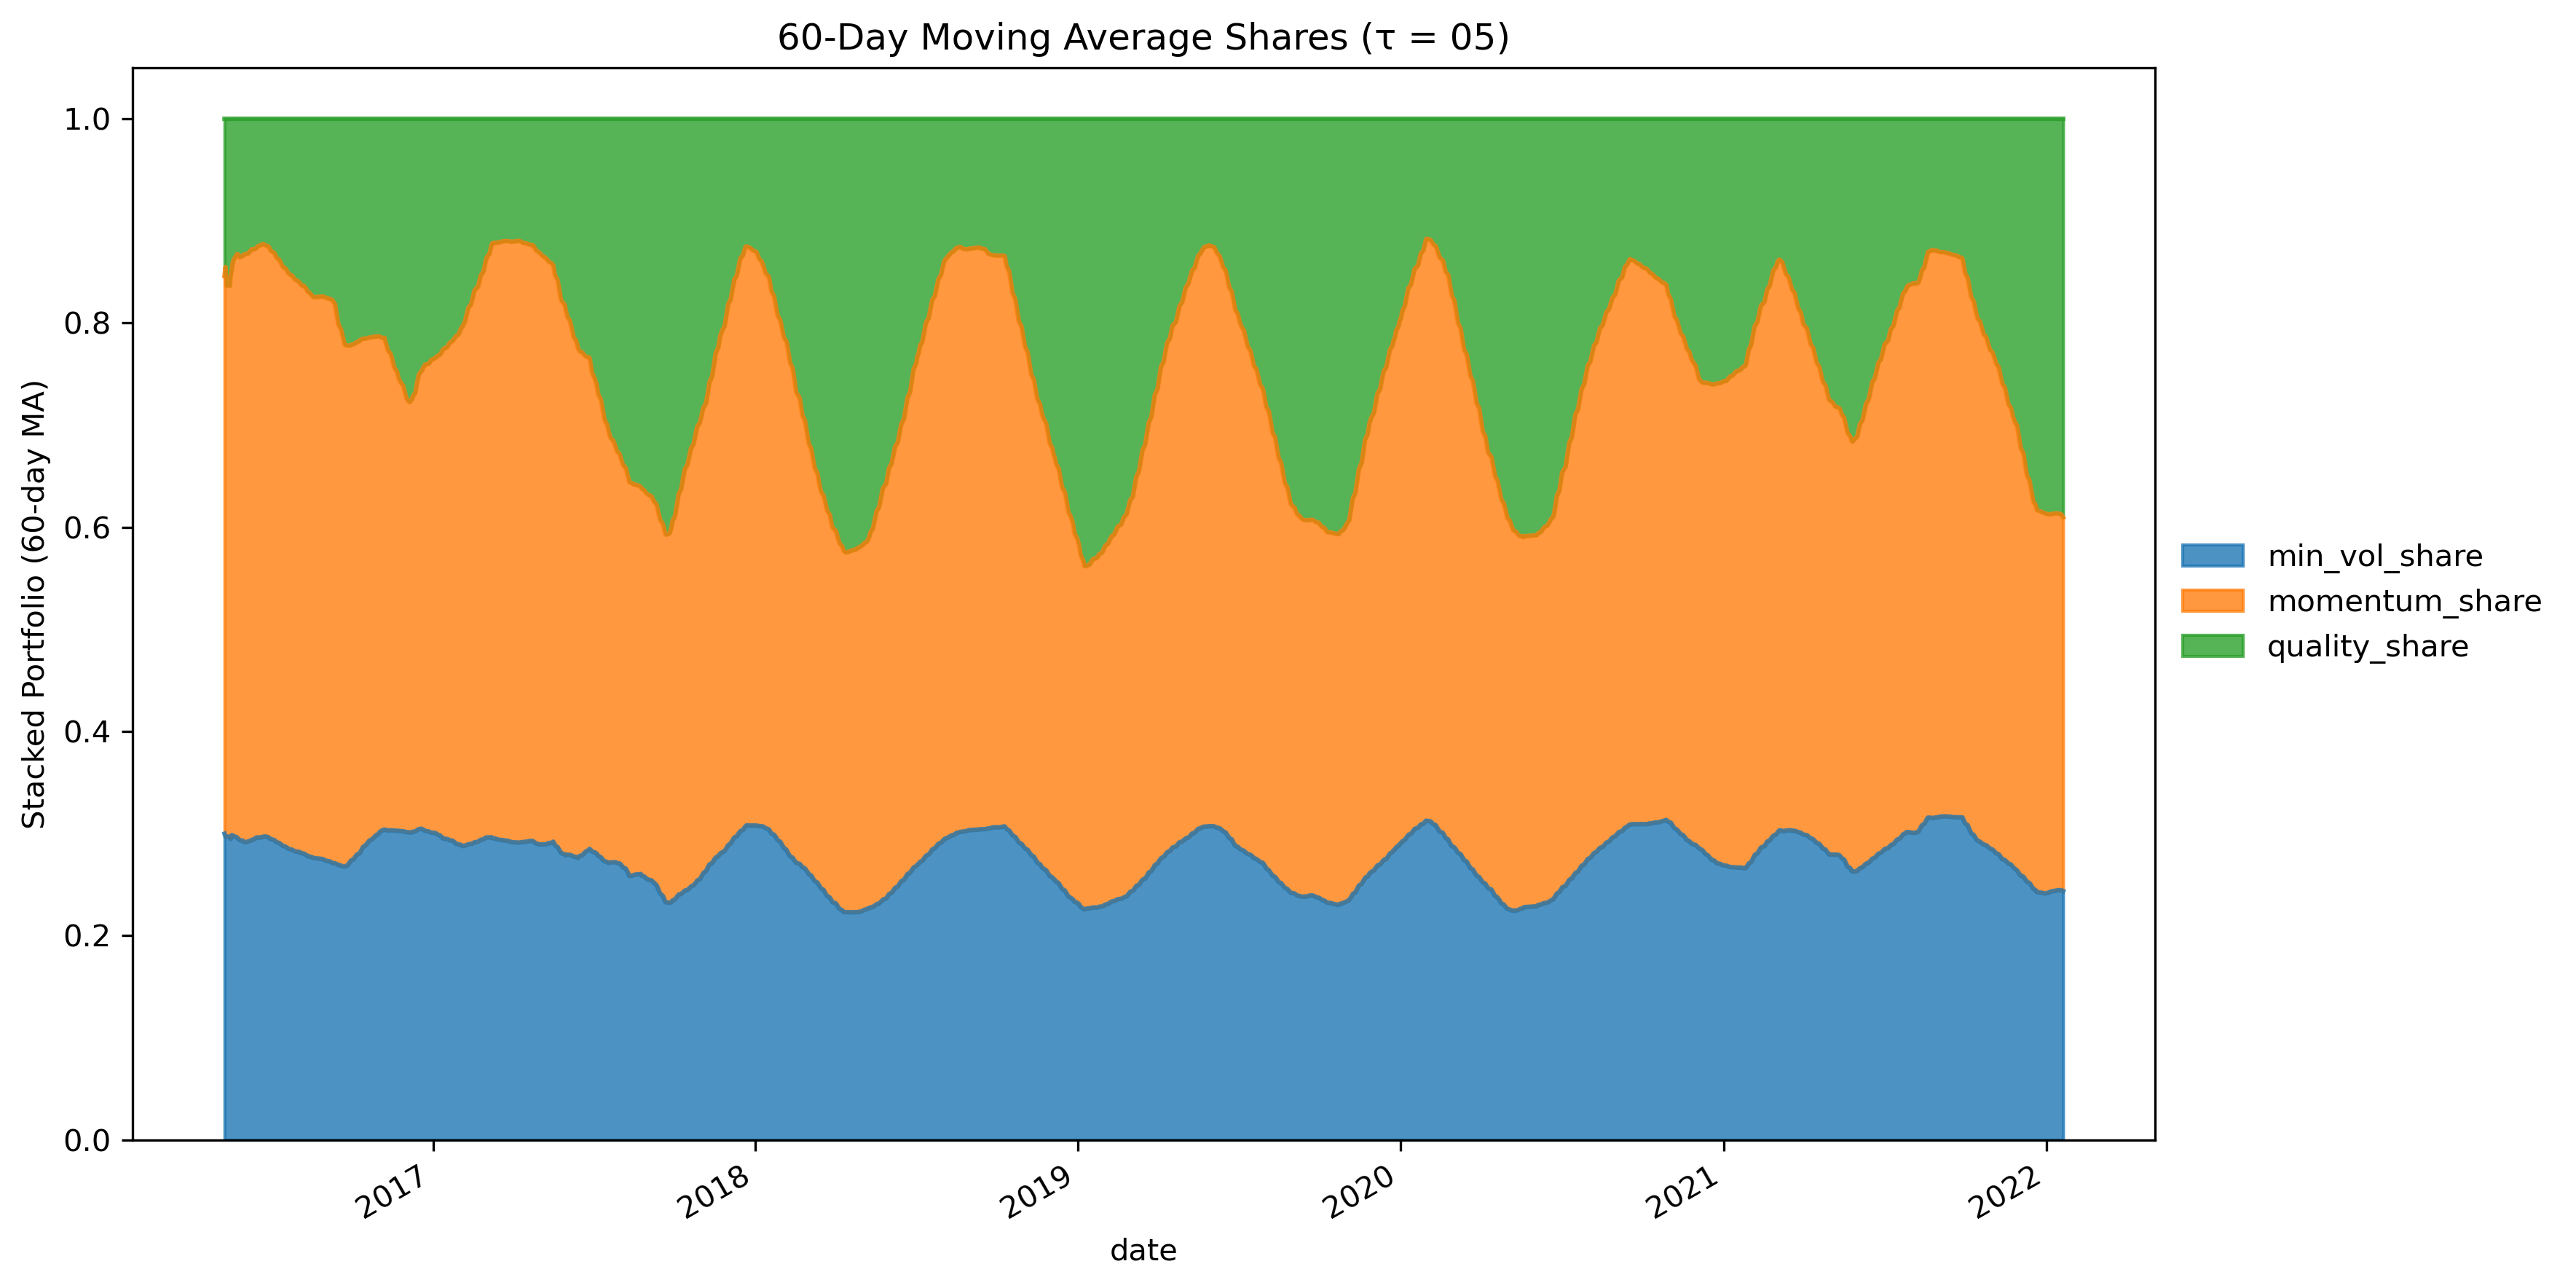 60-Day Moving Average Shares (τ = 05)
Stacked Portfolio (60-day MA)
1.0
0.8
0.6
0.4
0.2
0.0
2017
2018
2019
2020
2021
2022
date
min_vol_share
momentum_share
quality_share